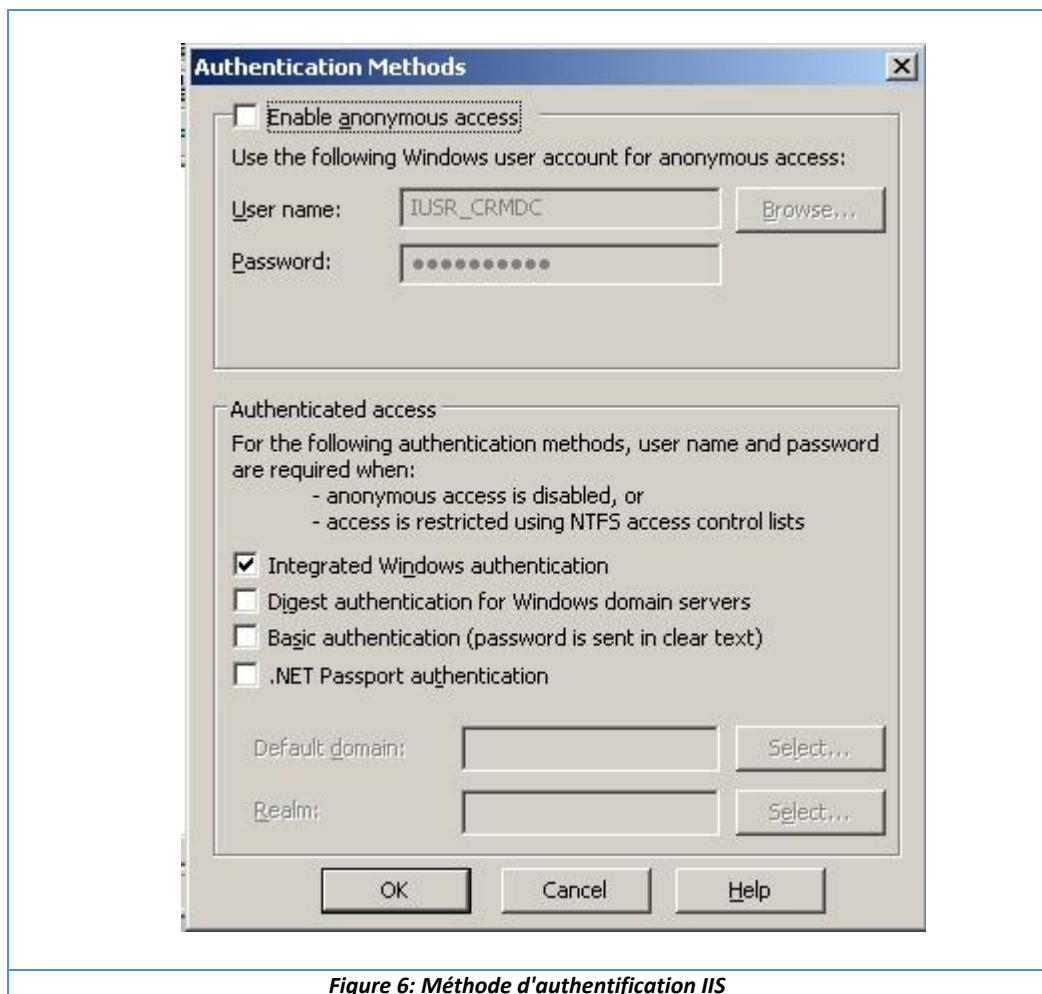 Authentication Methods
Enable anonymous access
Use the following Windows user account for anonymous access:
User name: IUSR_CRMDC Browse...
Password: ●●●●●●●●●●
Authenticated access
For the following authentication methods, user name and password
are required when:
- anonymous access is disabled, or
- access is restricted using NTFS access control lists
Integrated Windows authentication
Digest authentication for Windows domain servers
Basic authentication (password is sent in clear text)
.NET Passport authentication
Default domain: Select...
Realm: Select...
OK Cancel Help
Figure 6: Méthode d'authentification IIS